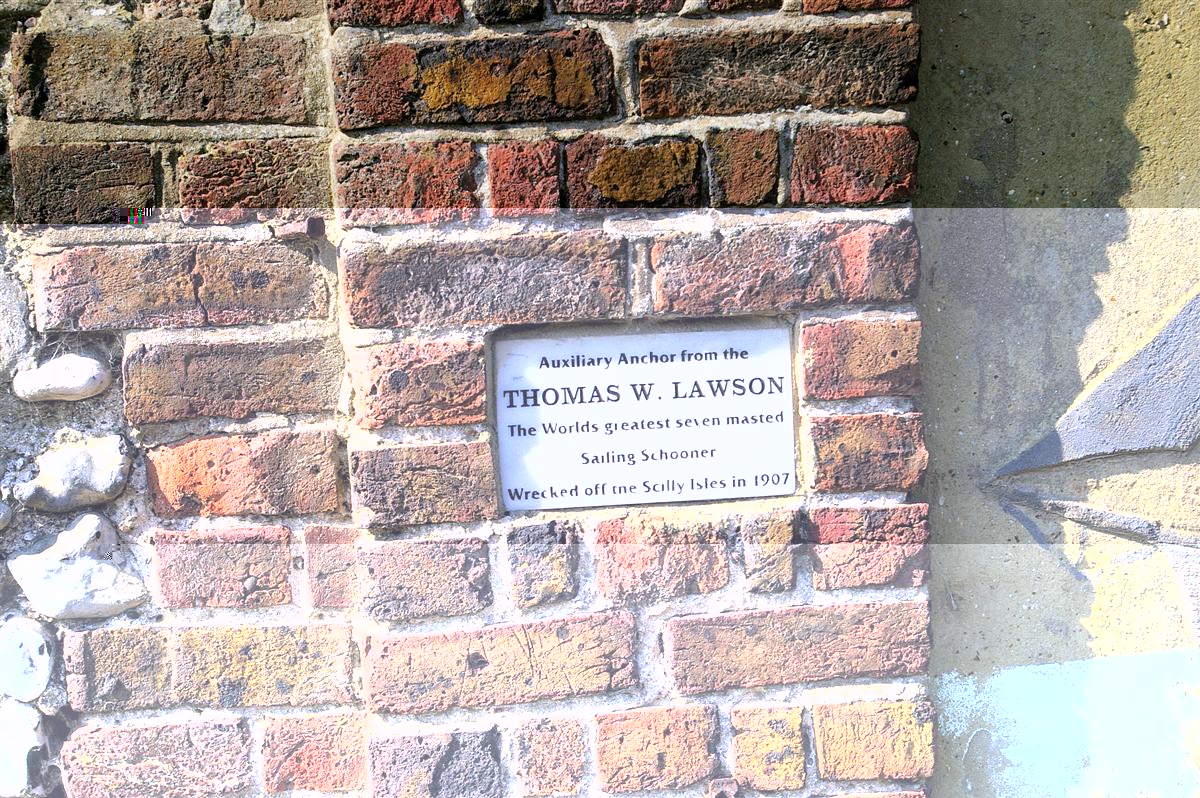 Auxiliary Anchor from the
THOMAS W. LAWSON
The Worlds greatest seven masted
Sailing Schooner
Wrecked off the Scilly Isles in 1907